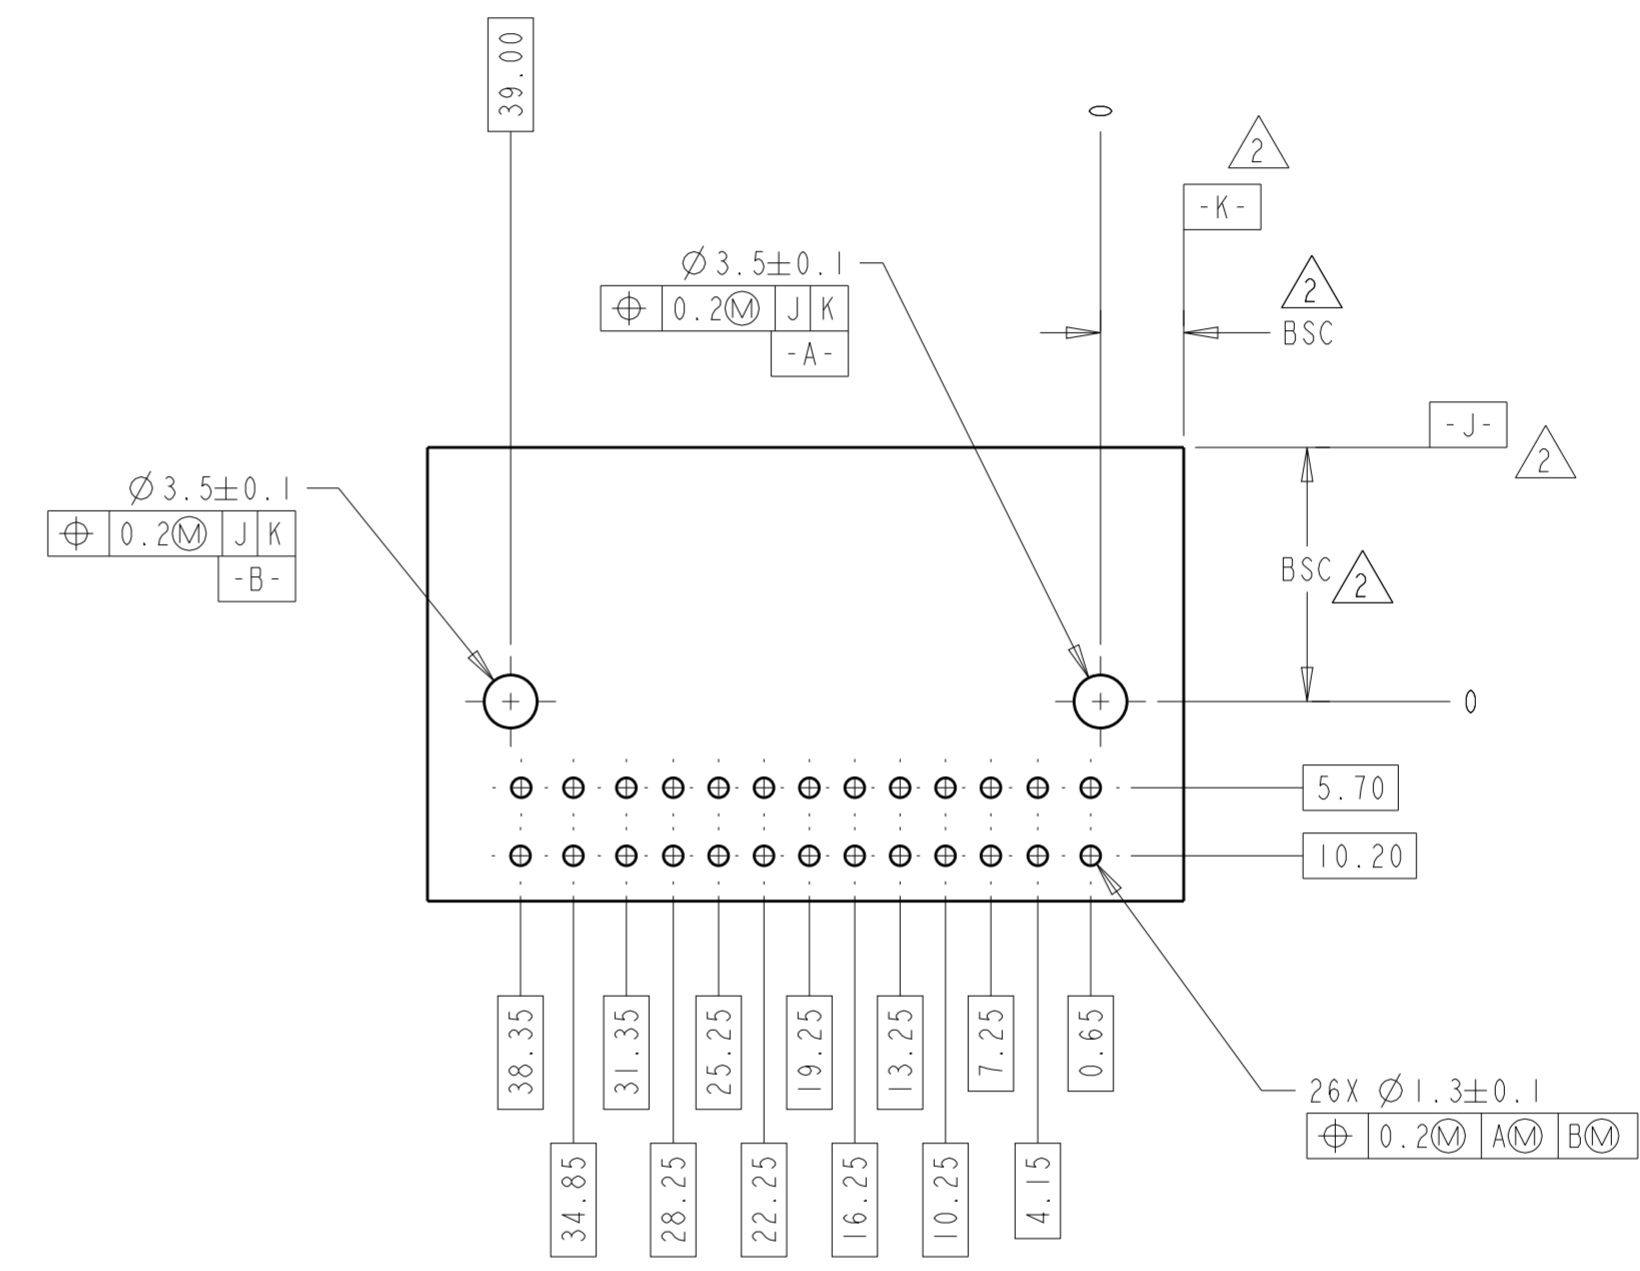 39.00
0
2
-K-
Ø3.5±0.1
⌖ 0.2Ⓜ J K
-A-
2
BSC
-J-
2
Ø3.5±0.1
⌖ 0.2Ⓜ J K
-B-
BSC 2
0
5.70
10.20
38.35
34.85
31.35
28.25
25.25
22.25
19.25
16.25
13.25
10.25
7.25
4.15
0.65
26X Ø1.3±0.1
⌖ 0.2Ⓜ AⓂ BⓂ